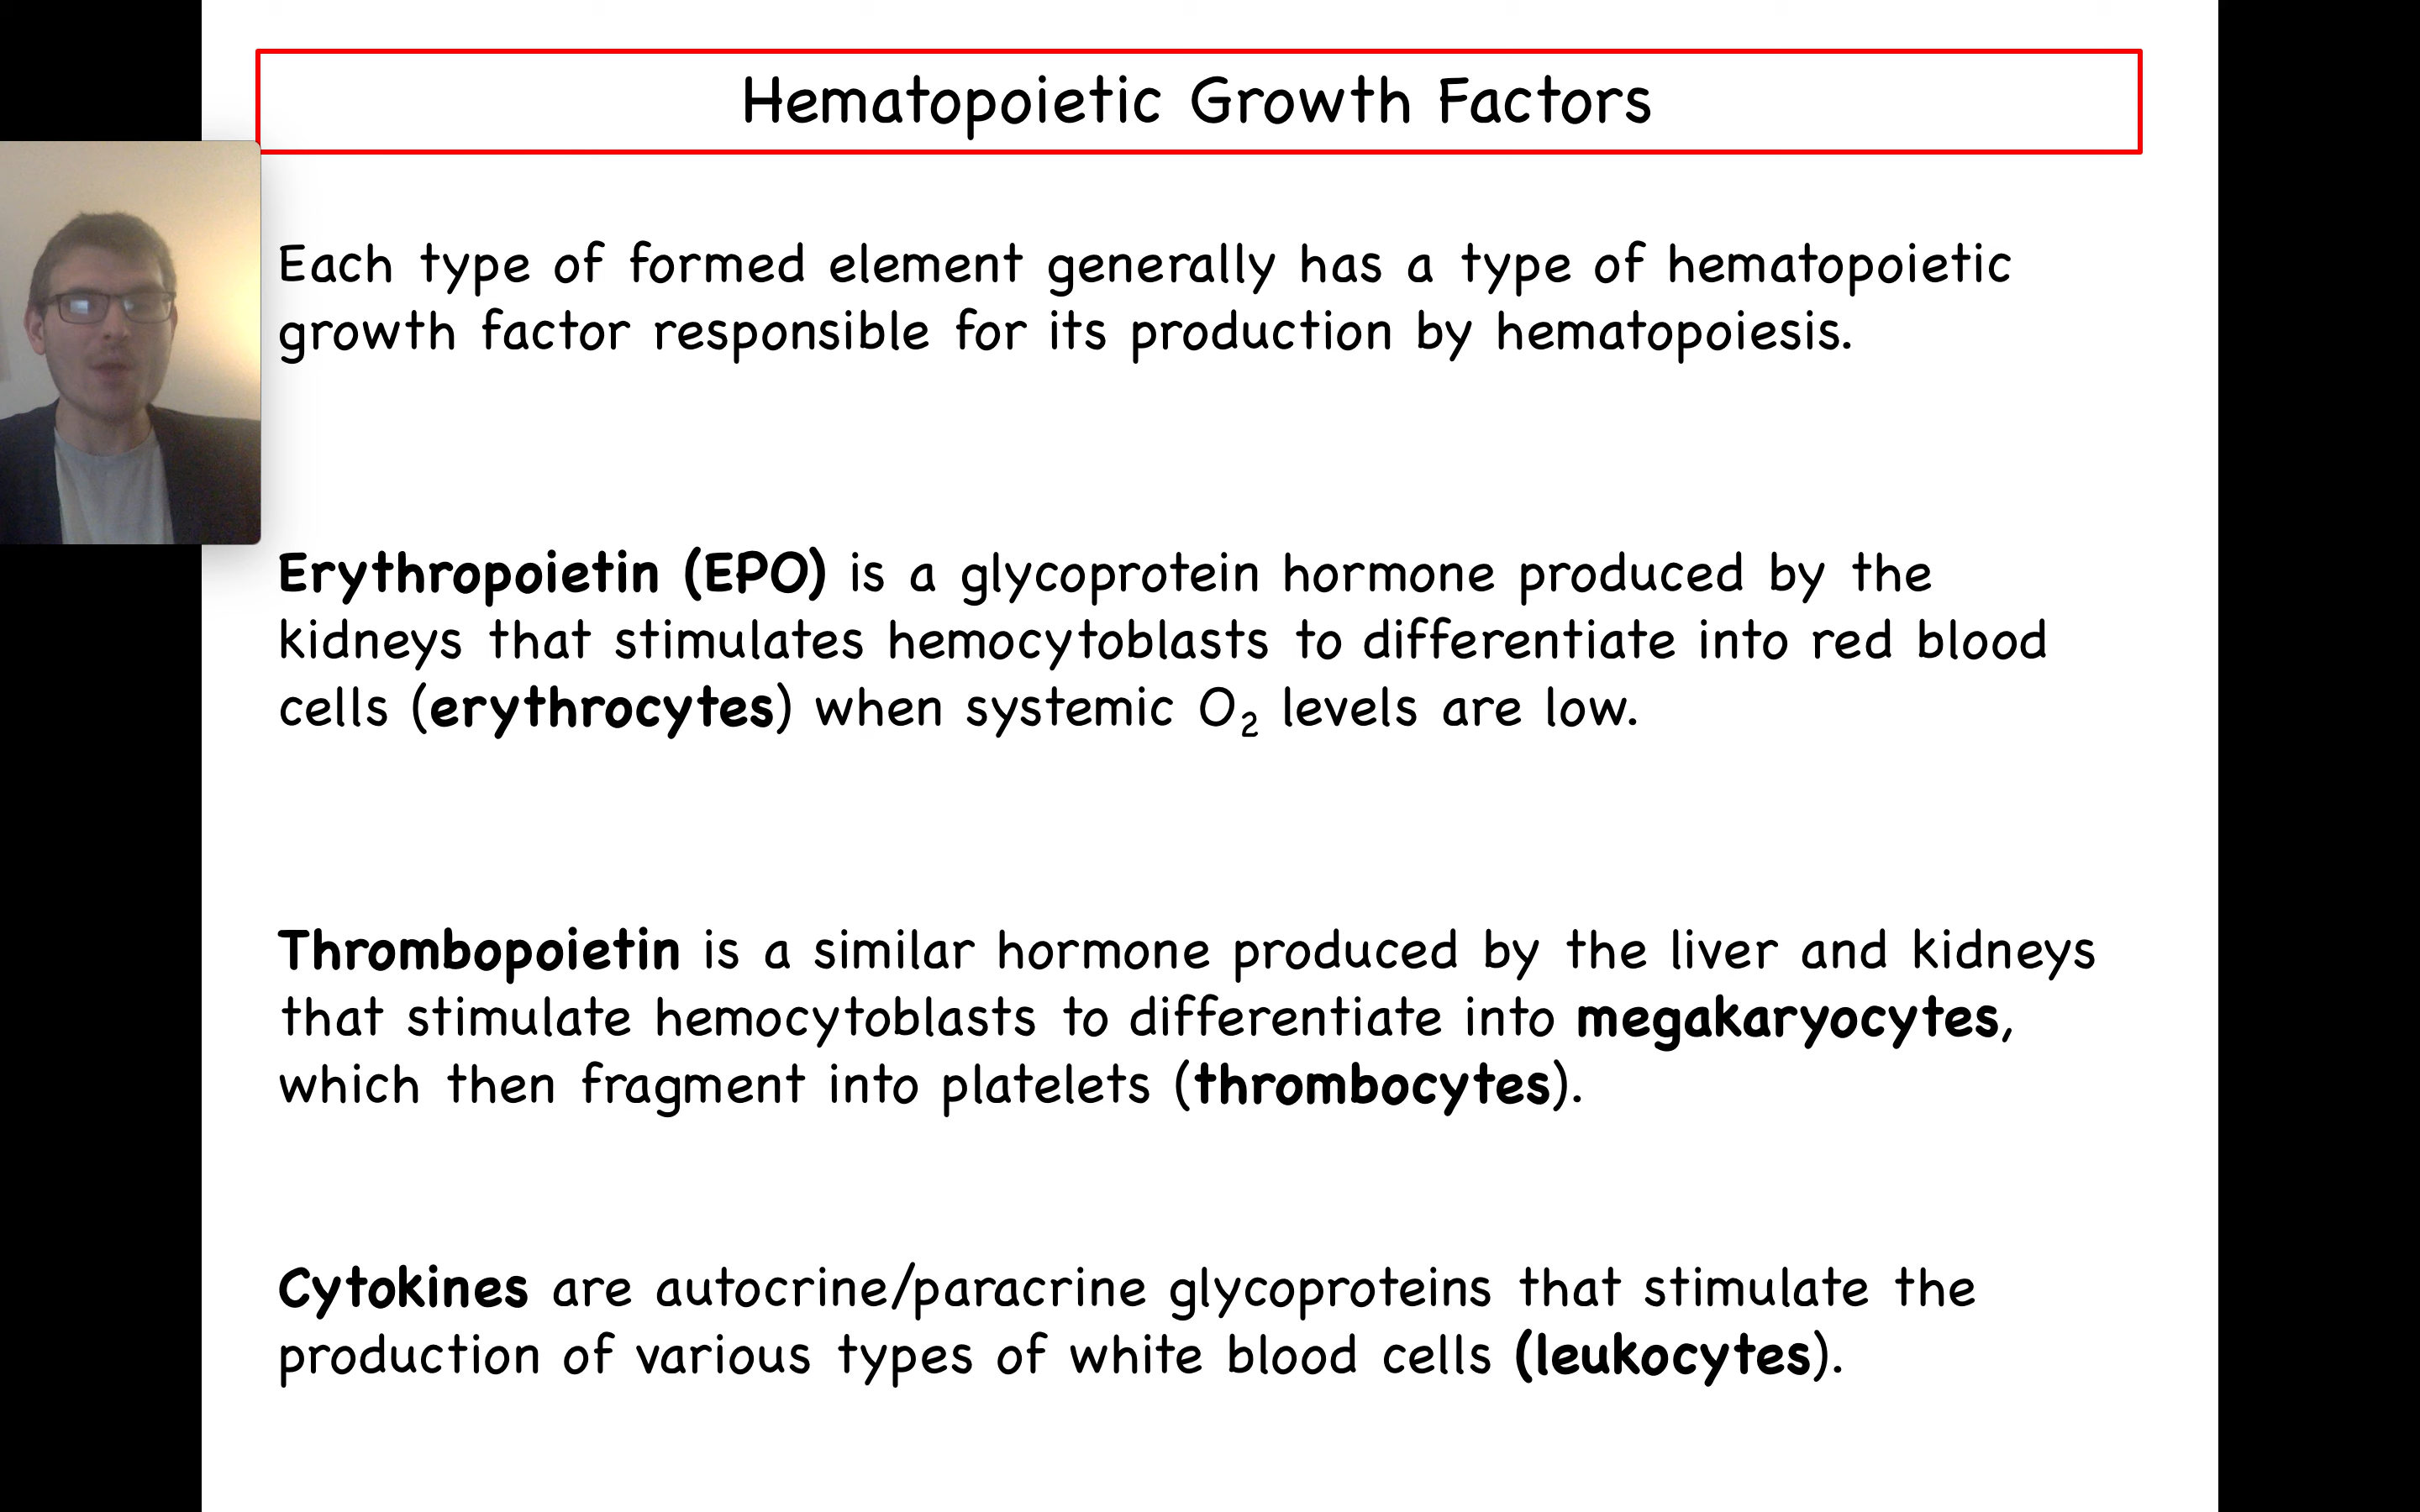 Hematopoietic Growth Factors
Each type of formed element generally has a type of hematopoietic
growth factor responsible for its production by hematopoiesis.
Erythropoietin (EPO) is a glycoprotein hormone produced by the
kidneys that stimulates hemocytoblasts to differentiate into red blood
cells (erythrocytes) when systemic O₂ levels are low.
Thrombopoietin is a similar hormone produced by the liver and kidneys
that stimulate hemocytoblasts to differentiate into megakaryocytes,
which then fragment into platelets (thrombocytes).
Cytokines are autocrine/paracrine glycoproteins that stimulate the
production of various types of white blood cells (leukocytes).